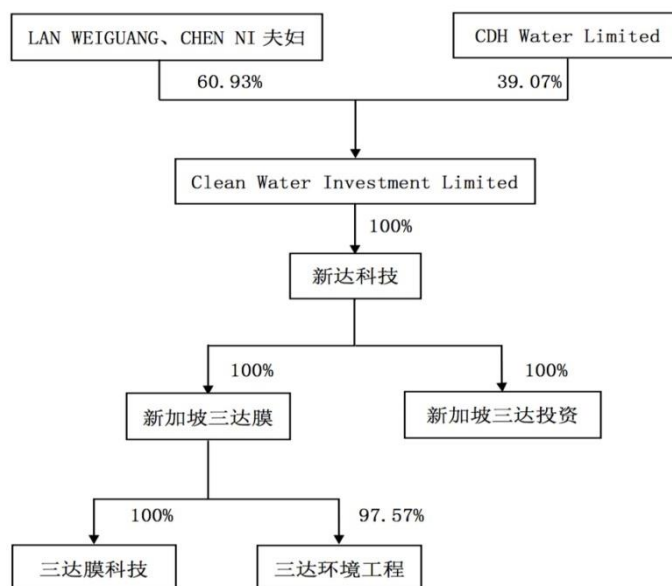 LAN WEIGUANG、CHEN NI 夫妇
CDH Water Limited
60.93%
39.07%
Clean Water Investment Limited
100%
新达科技
100%
100%
新加坡三达膜
新加坡三达投资
100%
97.57%
三达膜科技
三达环境工程